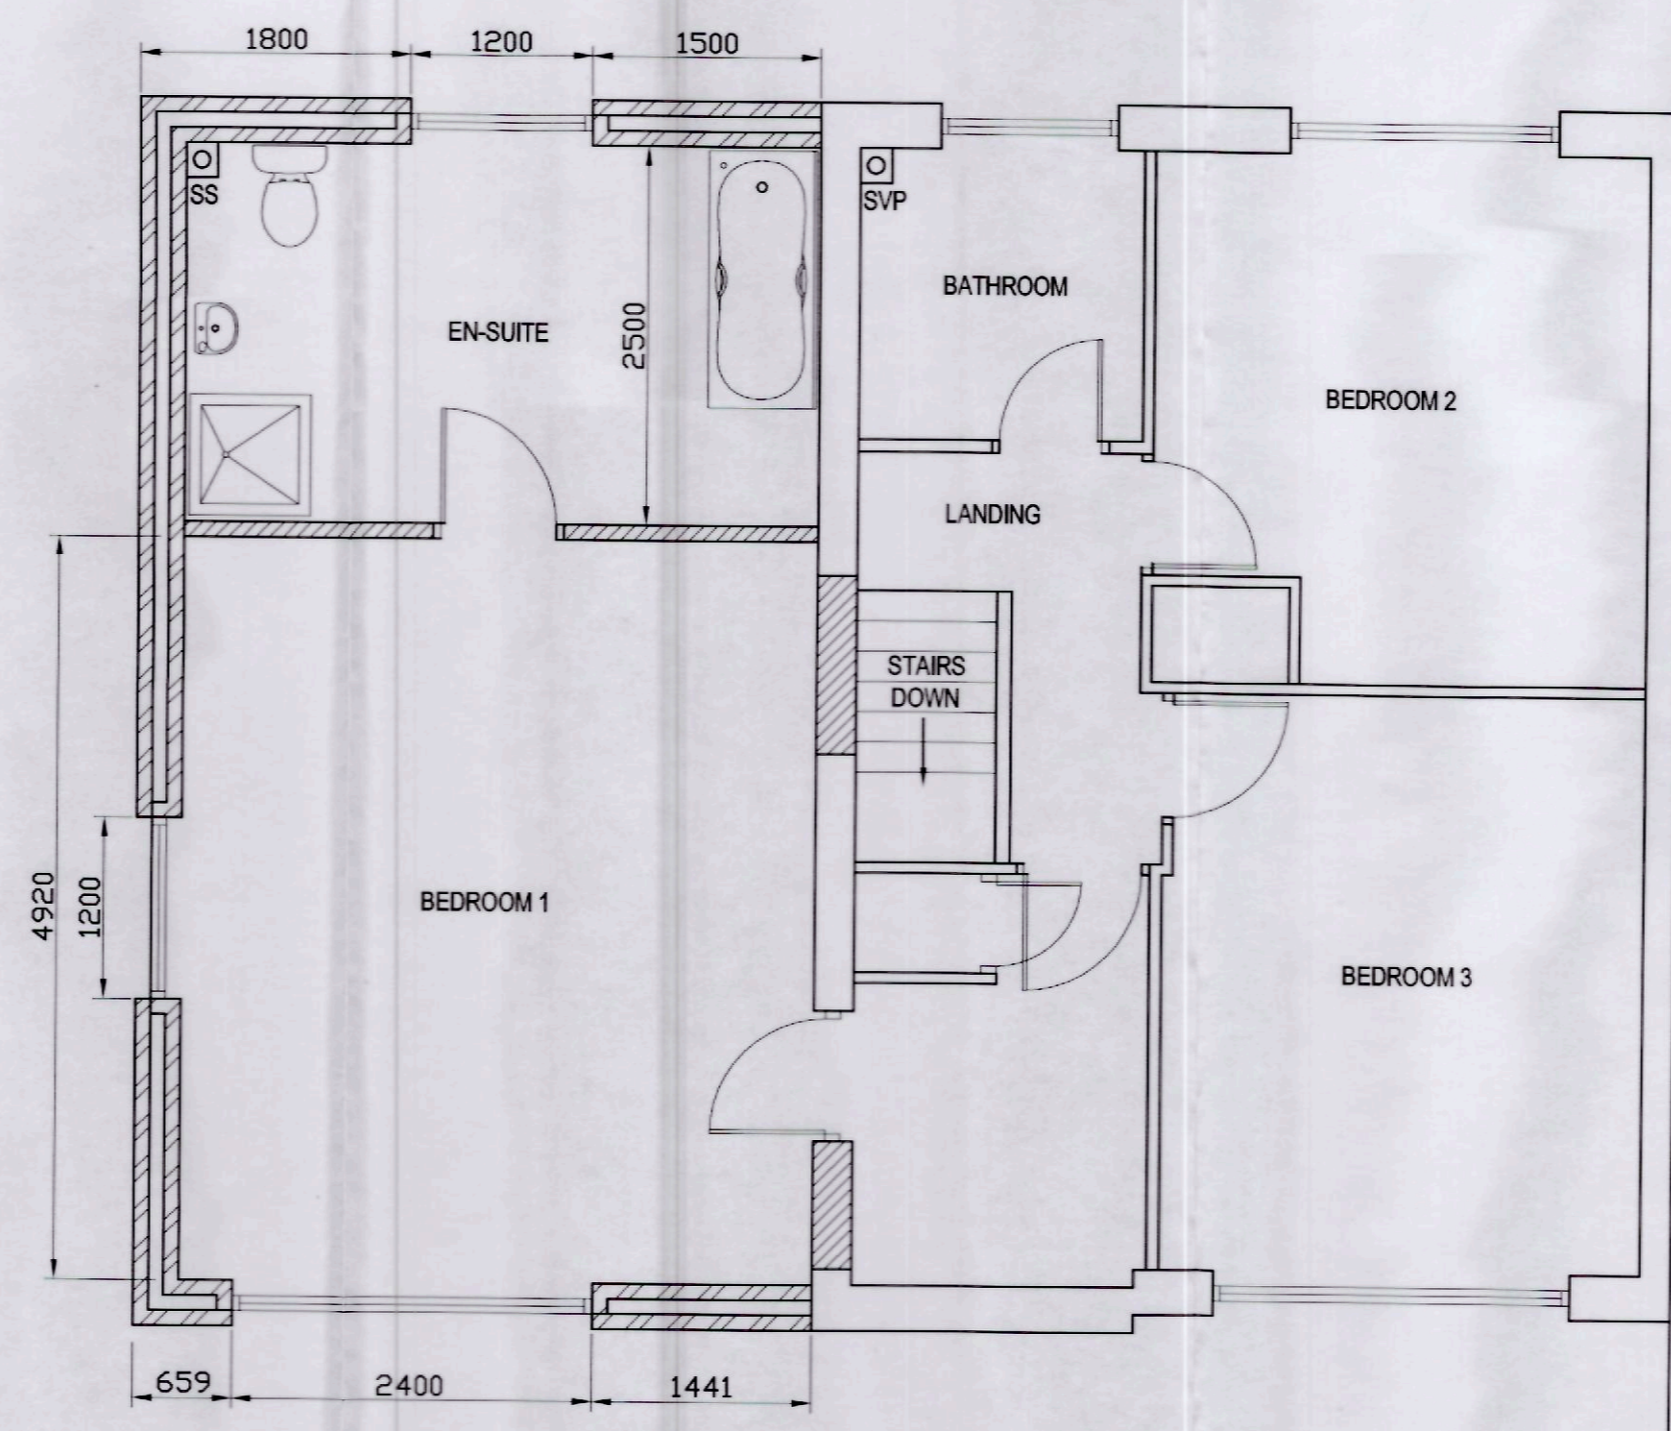 1800
1200
1500
SS
SVP
BATHROOM
EN-SUITE
2500
BEDROOM 2
LANDING
STAIRS
DOWN
4920
1200
BEDROOM 1
BEDROOM 3
659
2400
1441